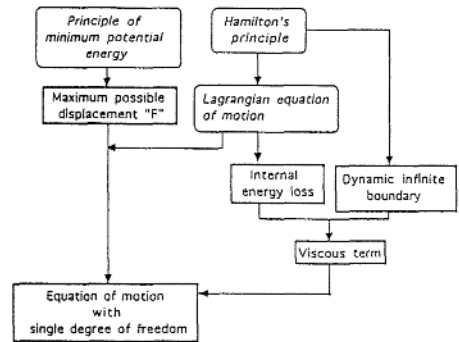 Principle of
minimum potential
energy
Hamilton's
principle
Maximum possible
displacement "F"
Lagrangian equation
of motion
Internal
energy loss
Dynamic infinite
boundary
Viscous term
Equation of motion
with
single degree of freedom